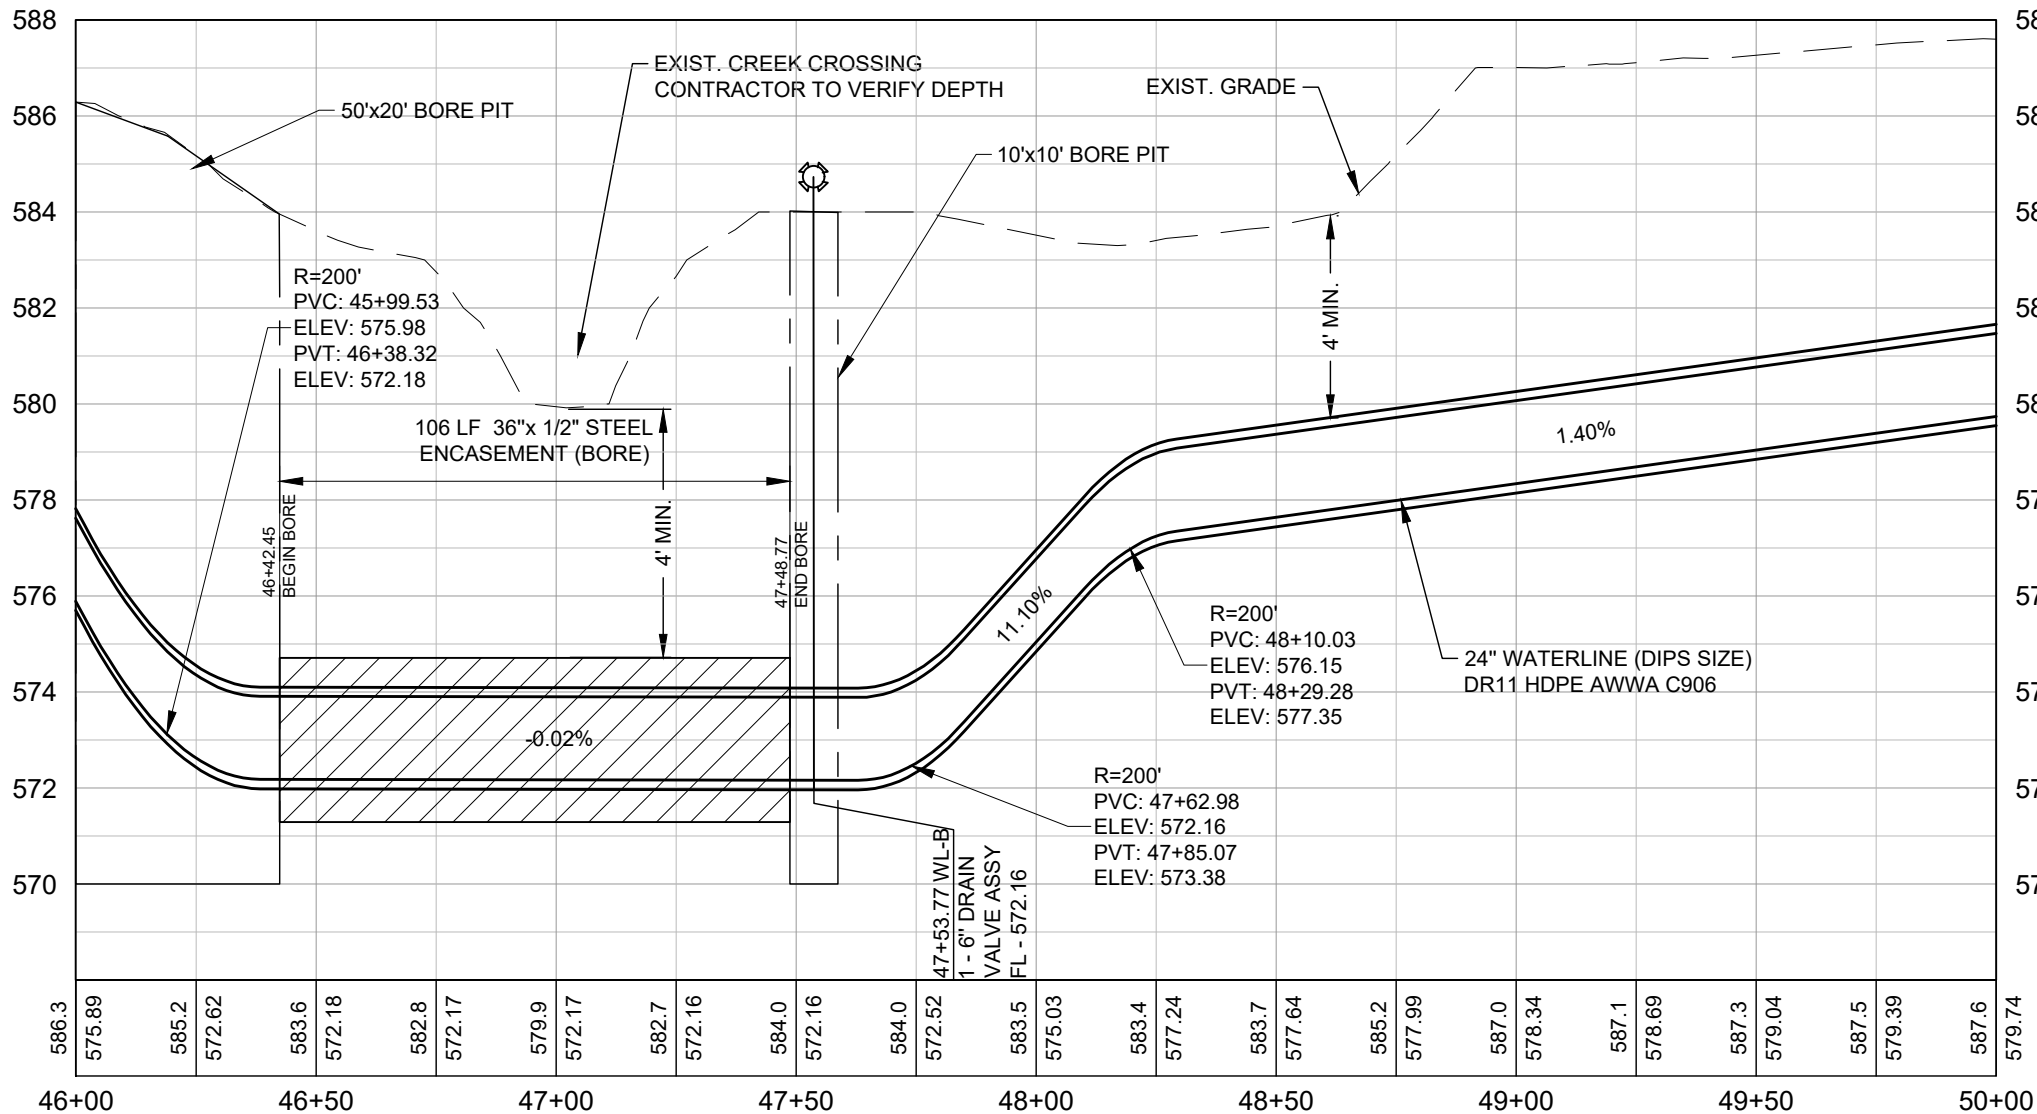 588
586
584
582
580
578
576
574
572
570
58
58
58
58
58
57
57
57
57
57
50'x20' BORE PIT
EXIST. CREEK CROSSING
CONTRACTOR TO VERIFY DEPTH
EXIST. GRADE
10'x10' BORE PIT
R=200'
PVC: 45+99.53
ELEV: 575.98
PVT: 46+38.32
ELEV: 572.18
106 LF 36"x 1/2" STEEL
ENCASEMENT (BORE)
4' MIN.
4' MIN.
46+42.45
BEGIN BORE
47+48.77
END BORE
-0.02%
11.10%
1.40%
R=200'
PVC: 48+10.03
ELEV: 576.15
PVT: 48+29.28
ELEV: 577.35
24" WATERLINE (DIPS SIZE)
DR11 HDPE AWWA C906
R=200'
PVC: 47+62.98
ELEV: 572.16
PVT: 47+85.07
ELEV: 573.38
47+53.77 WL-B
1 - 6" DRAIN
VALVE ASSY
FL - 572.16
586.3
575.89
585.2
572.62
583.6
572.18
582.8
572.17
579.9
572.17
582.7
572.16
584.0
572.16
584.0
572.52
583.5
575.03
583.4
577.24
583.7
577.64
585.2
577.99
587.0
578.34
587.1
578.69
587.3
579.04
587.5
579.39
587.6
579.74
46+00
46+50
47+00
47+50
48+00
48+50
49+00
49+50
50+00